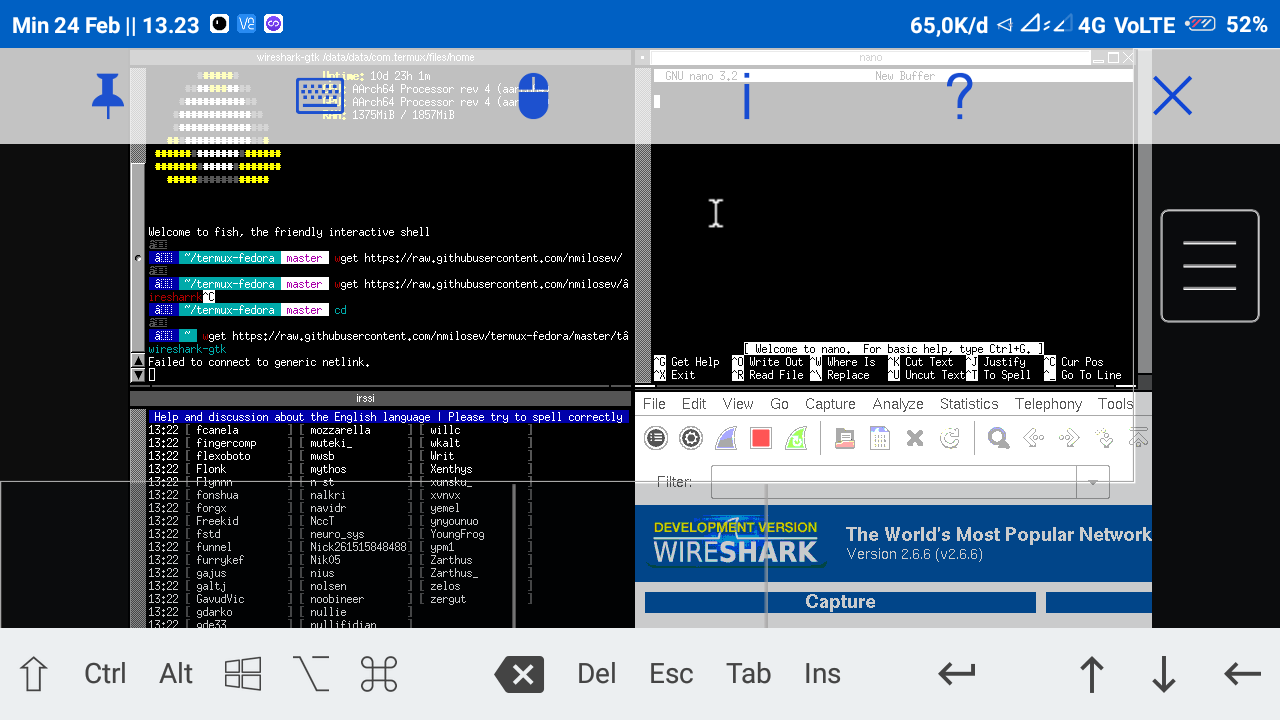 Min 24 Feb || 13.23
65,0K/d 4G VoLTE 52%
wireshark-gtk /data/data/com.termux/files/home
Uptime: 10d 23h 1m
AArch64 Processor rev 4 (aar
AArch64 Processor rev 4 (aar
RAM: 1375MiB / 1857MiB
Welcome to fish, the friendly interactive shell
~/termux-fedora master wget https://raw.githubusercontent.com/nmilosev/
~/termux-fedora master wget https://raw.githubusercontent.com/nmilosev/â
^C
~/termux-fedora master cd
~ wget https://raw.githubusercontent.com/nmilosev/termux-fedora/master/tâ
wireshark-gtk
Failed to connect to generic netlink.
nano
GNU nano 3.2 New Buffer
[ Welcome to nano. For basic help, type Ctrl+G. ]
^G Get Help ^O Write Out ^W Where Is ^K Cut Text ^J Justify ^C Cur Pos
^X Exit ^R Read File ^\ Replace ^U Uncut Text ^T To Spell ^_ Go To Line
irssi
Help and discussion about the English language | Please try to spell correctly
13:22 [ fcanela ] [ mozzarella ] [ willc ]
13:22 [ fingercomp ] [ muteki_ ] [ wkalt ]
13:22 [ flexoboto ] [ mwsb ] [ Writ ]
13:22 [ Flonk ] [ mythos ] [ Xenthys ]
13:22 [ Flynnn ] [ n-st ] [ xunsku_ ]
13:22 [ fonshua ] [ nalkri ] [ xvnvx ]
13:22 [ forgx ] [ navidr ] [ yemel ]
13:22 [ Freekid ] [ NccT ] [ ynyounuo ]
13:22 [ fstd ] [ neuro_sys ] [ YoungFrog ]
13:22 [ funnel ] [ Nick261515848488] [ ypm1 ]
13:22 [ furrykef ] [ Nik05 ] [ Zarthus ]
13:22 [ gajus ] [ nius ] [ Zarthus_ ]
13:22 [ galtj ] [ nolsen ] [ zelos ]
13:22 [ GavudVic ] [ noobineer ] [ zergut ]
13:22 [ gdarko ] [ nullie ]
13:22 [ gde33 ] [ nullifidian ]
File Edit View Go Capture Analyze Statistics Telephony Tools
Filter:
DEVELOPMENT VERSION
WIRESHARK
The World's Most Popular Network
Version 2.6.6 (v2.6.6)
Capture
Ctrl Alt Del Esc Tab Ins